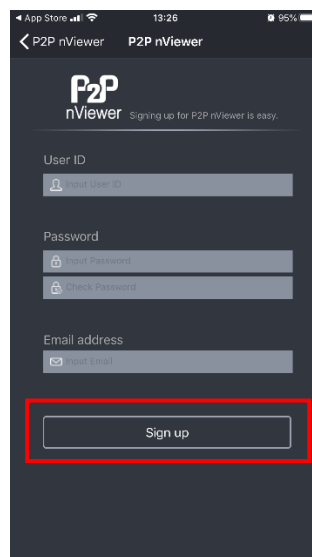 App Store 13:26 95%
P2P nViewer P2P nViewer
P2P
nViewer Signing up for P2P nViewer is easy.
User ID
Input User ID
Password
Input Password
Check Password
Email address
Input Email
Sign up